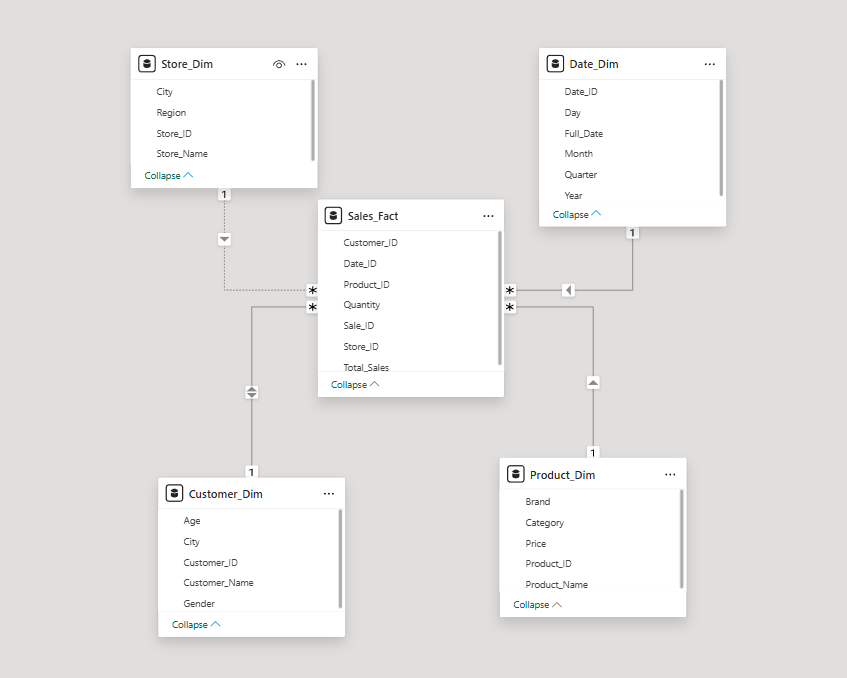 Store_Dim
City
Region
Store_ID
Store_Name
Collapse
1
Date_Dim
Date_ID
Day
Full_Date
Month
Quarter
Year
Collapse
1
Sales_Fact
Customer_ID
Date_ID
Product_ID
Quantity
Sale_ID
Store_ID
Total_Sales
Collapse
*
*
*
*
1
Customer_Dim
Age
City
Customer_ID
Customer_Name
Gender
Collapse
1
Product_Dim
Brand
Category
Price
Product_ID
Product_Name
Collapse